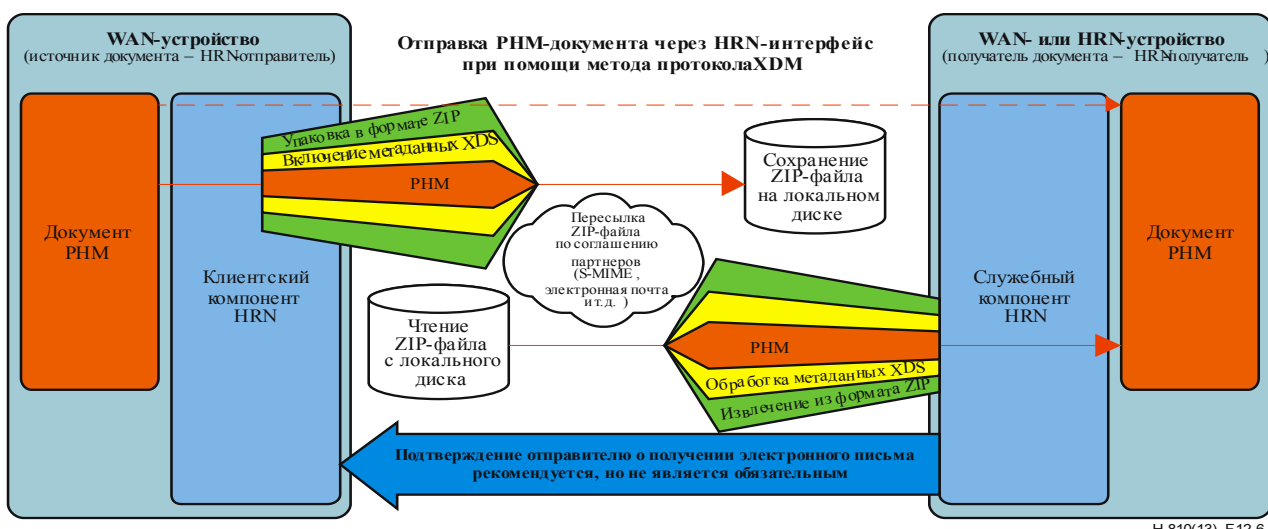 WAN-устройство
(источник документа – HRN-отправитель)
Отправка PHM-документа через HRN-интерфейс
при помощи метода протоколаXDM
WAN- или HRN-устройство
(получатель документа – HRN-получатель )
Документ
PHM
Клиентский
компонент
HRN
Упаковка в формате ZIP
Включение метаданных XDS
PHM
Сохранение
ZIP-файла
на локальном
диске
Пересылка
ZIP-файла
по соглашению
партнеров
(S-MIME ,
электронная почта
и т.д. )
Чтение
ZIP-файла
с локального
диска
PHM
Обработка метаданных XDS
Извлечение из формата ZIP
Служебный
компонент
HRN
Документ
PHM
Подтверждение отправителю о получении электронного письма
рекомендуется, но не является обязательным
H.810(13)_F12-6